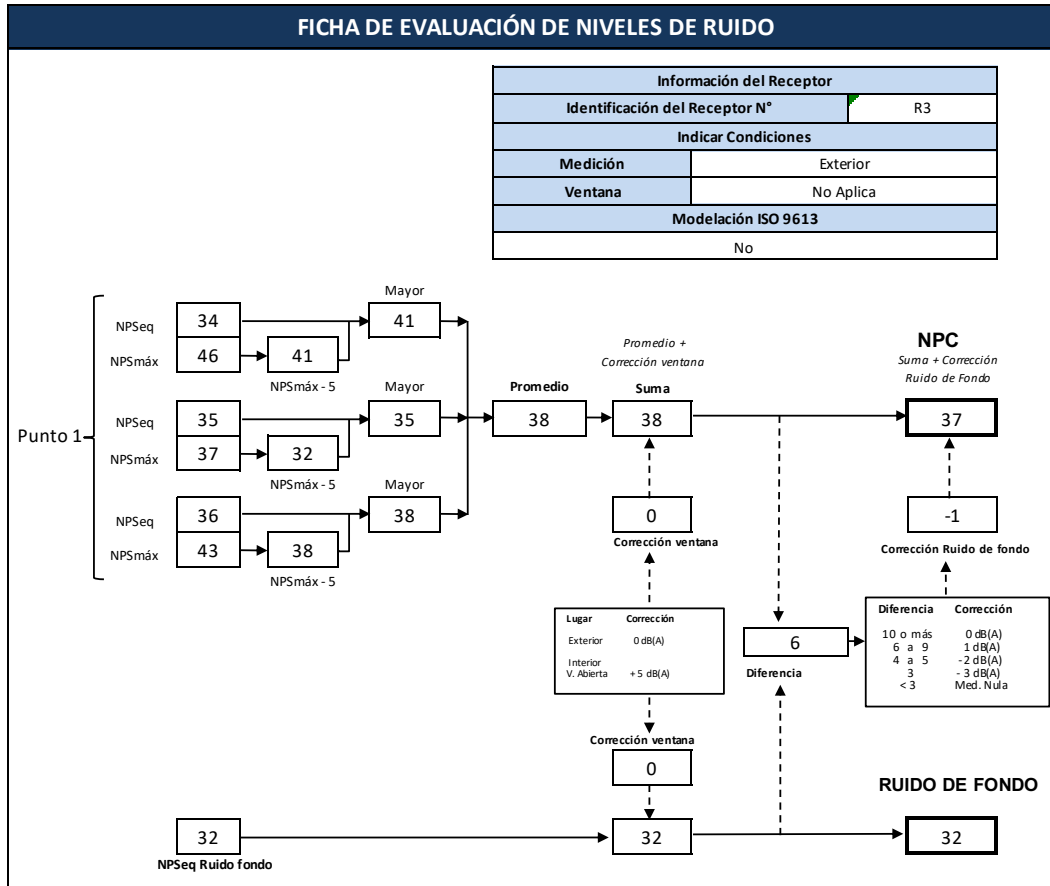 FICHA DE EVALUACIÓN DE NIVELES DE RUIDO
Información del Receptor
Identificación del Receptor N° R3
Indicar Condiciones
Medición Exterior
Ventana No Aplica
Modelación ISO 9613
No
Punto 1
Mayor
NPSeq 34 41
NPSmáx 46 41
NPSmáx - 5
Mayor
NPSeq 35 35
NPSmáx 37 32
NPSmáx - 5
Mayor
NPSeq 36 38
NPSmáx 43 38
NPSmáx - 5
Promedio
38
Promedio +
Corrección ventana
Suma
38
NPC
Suma + Corrección
Ruido de Fondo
37
0
Corrección ventana
-1
Corrección Ruido de fondo
Lugar Corrección
Exterior 0 dB(A)
Interior
V. Abierta + 5 dB(A)
6
Diferencia
Diferencia Corrección
10 o más 0 dB(A)
6 a 9 1 dB(A)
4 a 5 -2 dB(A)
3 - 3 dB(A)
< 3 Med. Nula
Corrección ventana
0
RUIDO DE FONDO
32 32 32
NPSeq Ruido fondo